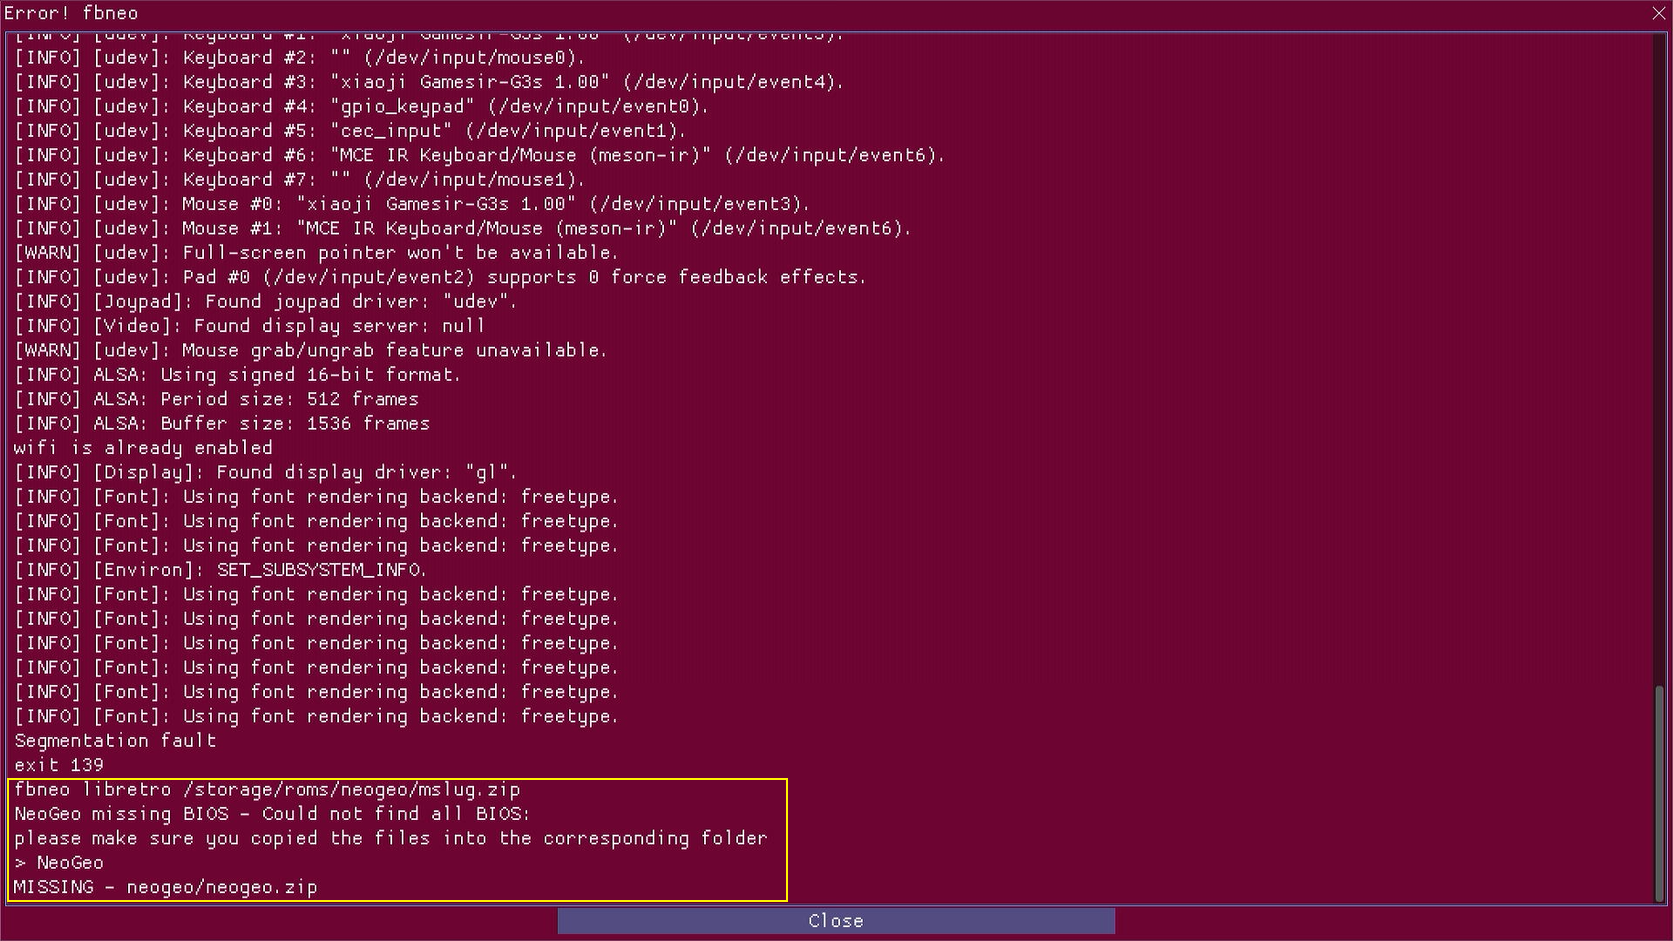 Error! fbneo
[INFO] [udev]: Keyboard #1: "xiaoji Gamesir-G3s 1.00" (/dev/input/event3).
[INFO] [udev]: Keyboard #2: "" (/dev/input/mouse0).
[INFO] [udev]: Keyboard #3: "xiaoji Gamesir-G3s 1.00" (/dev/input/event4).
[INFO] [udev]: Keyboard #4: "gpio_keypad" (/dev/input/event0).
[INFO] [udev]: Keyboard #5: "cec_input" (/dev/input/event1).
[INFO] [udev]: Keyboard #6: "MCE IR Keyboard/Mouse (meson-ir)" (/dev/input/event6).
[INFO] [udev]: Keyboard #7: "" (/dev/input/mouse1).
[INFO] [udev]: Mouse #0: "xiaoji Gamesir-G3s 1.00" (/dev/input/event3).
[INFO] [udev]: Mouse #1: "MCE IR Keyboard/Mouse (meson-ir)" (/dev/input/event6).
[WARN] [udev]: Full-screen pointer won't be available.
[INFO] [udev]: Pad #0 (/dev/input/event2) supports 0 force feedback effects.
[INFO] [Joypad]: Found joypad driver: "udev".
[INFO] [Video]: Found display server: null
[WARN] [udev]: Mouse grab/ungrab feature unavailable.
[INFO] ALSA: Using signed 16-bit format.
[INFO] ALSA: Period size: 512 frames
[INFO] ALSA: Buffer size: 1536 frames
wifi is already enabled
[INFO] [Display]: Found display driver: "gl".
[INFO] [Font]: Using font rendering backend: freetype.
[INFO] [Font]: Using font rendering backend: freetype.
[INFO] [Font]: Using font rendering backend: freetype.
[INFO] [Environ]: SET_SUBSYSTEM_INFO.
[INFO] [Font]: Using font rendering backend: freetype.
[INFO] [Font]: Using font rendering backend: freetype.
[INFO] [Font]: Using font rendering backend: freetype.
[INFO] [Font]: Using font rendering backend: freetype.
[INFO] [Font]: Using font rendering backend: freetype.
[INFO] [Font]: Using font rendering backend: freetype.
Segmentation fault
exit 139
fbneo libretro /storage/roms/neogeo/mslug.zip
NeoGeo missing BIOS - Could not find all BIOS:
please make sure you copied the files into the corresponding folder
> NeoGeo
MISSING - neogeo/neogeo.zip
Close